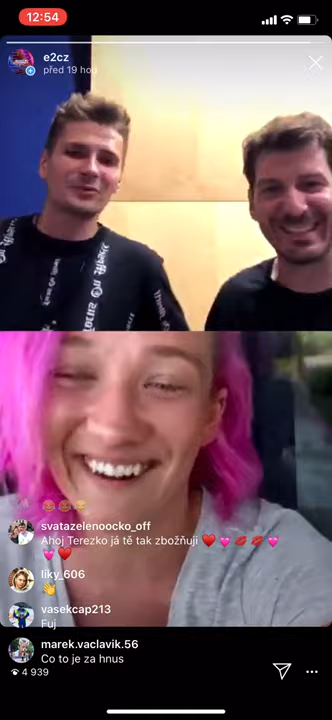 12:54
e2cz
před 19 hod
svatazelenoocko_off
Ahoj Terezko já tě tak zbožňuji ❤️💗💋💋💗
💗❤️
liky_606
👋
vasekcap213
Fuj
marek.vaclavik.56
Co to je za hnus
4 939